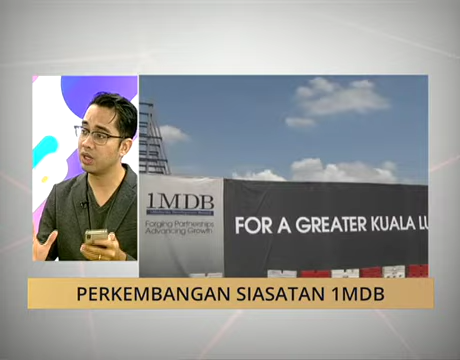 1MDB
Forging Partnerships
Advancing Growth
FOR A GREATER KUALA LU
PERKEMBANGAN SIASATAN 1MDB